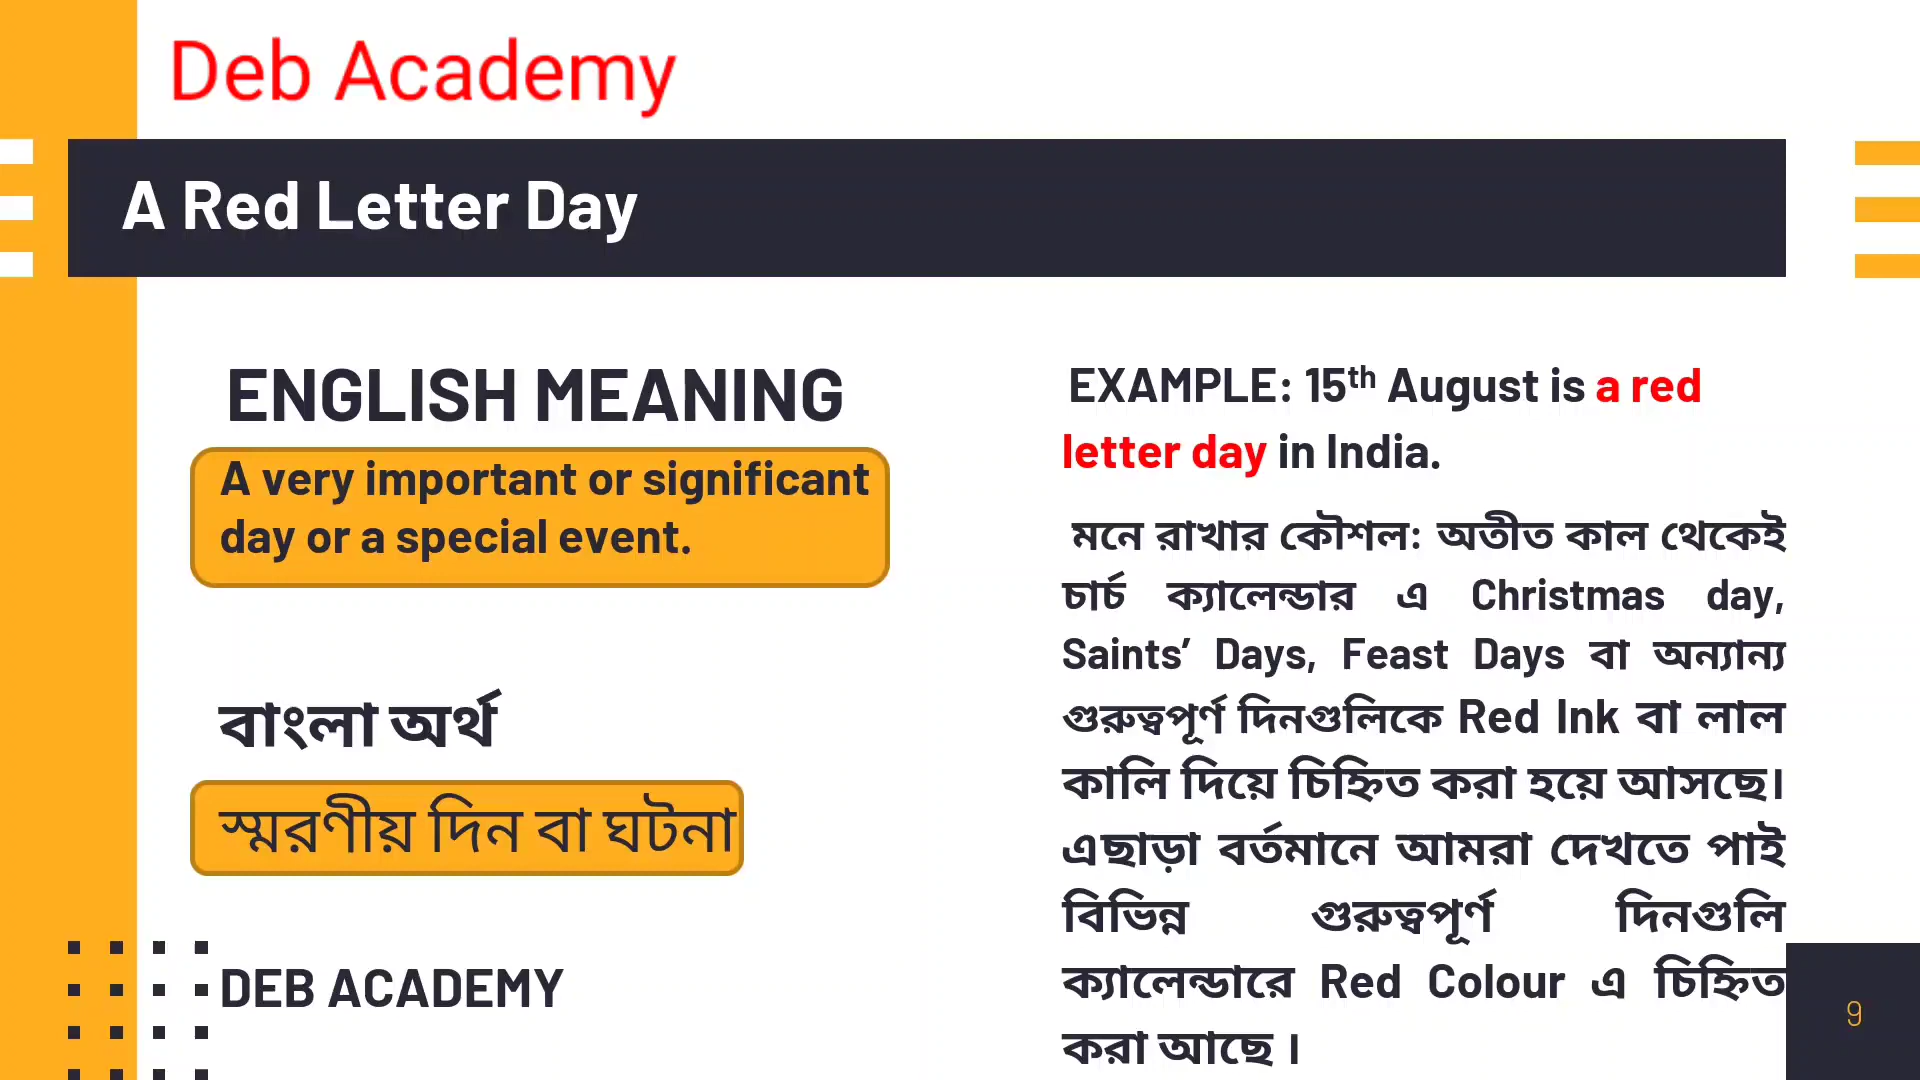 Deb Academy
A Red Letter Day
ENGLISH MEANING
A very important or significant
day or a special event.
বাংলা অর্থ
স্মরণীয় দিন বা ঘটনা
DEB ACADEMY
EXAMPLE: 15th August is a red
letter day in India.
মনে রাখার কৌশল: অতীত কাল থেকেই
চার্চ ক্যালেন্ডার এ Christmas day,
Saints’ Days, Feast Days বা অন্যান্য
গুরুত্বপূর্ণ দিনগুলিকে Red Ink বা লাল
কালি দিয়ে চিহ্নিত করা হয়ে আসছে।
এছাড়া বর্তমানে আমরা দেখতে পাই
বিভিন্ন গুরুত্বপূর্ণ দিনগুলি
ক্যালেন্ডারে Red Colour এ চিহ্নিত
করা আছে ।
9